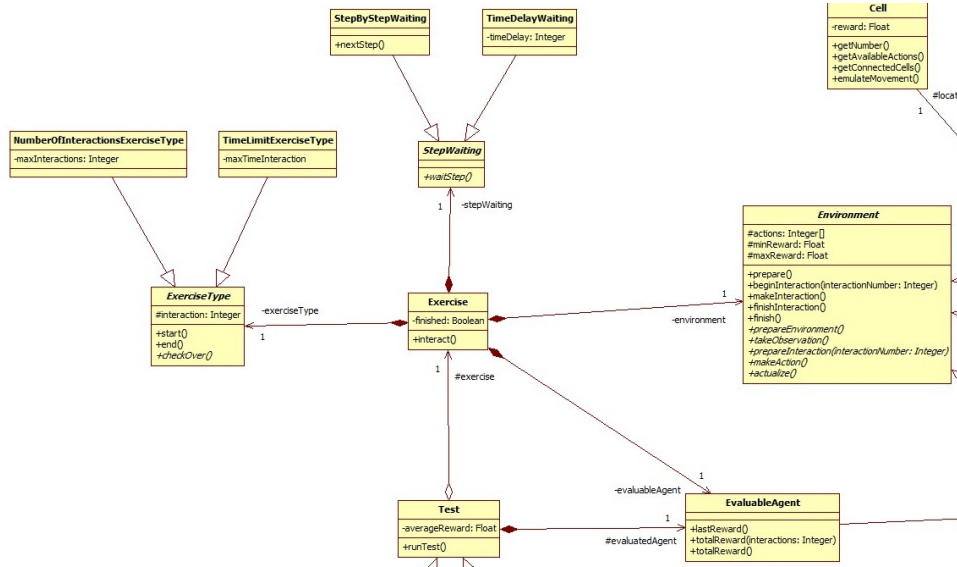 StepByStepWaiting
+nextStep()
TimeDelayWaiting
-timeDelay: Integer
Cell
-reward: Float
+getNumber()
+getAvailableActions()
+getConnectedCells()
+emulateMovement()
#locat
1
NumberOfInteractionsExerciseType
-maxInteractions: Integer
TimeLimitExerciseType
-maxTimeInteraction
StepWaiting
+waitStep()
1
-stepWaiting
Environment
#actions: Integer[]
#minReward: Float
#maxReward: Float
+prepare()
+beginInteraction(interactionNumber: Integer)
+makeInteraction()
+finishInteraction()
+finish()
+prepareEnvironment()
+takeObservation()
+prepareInteraction(interactionNumber: Integer)
+makeAction()
+actualize()
ExerciseType
#interaction: Integer
+start()
+end()
+checkOver()
-exerciseType
1
Exercise
-finished: Boolean
+interact()
1
-environment
1
#exercise
1
-evaluableAgent
Test
-averageReward: Float
+runTest()
1
#evaluatedAgent
EvaluableAgent
+lastReward()
+totalReward(interactions: Integer)
+totalReward()